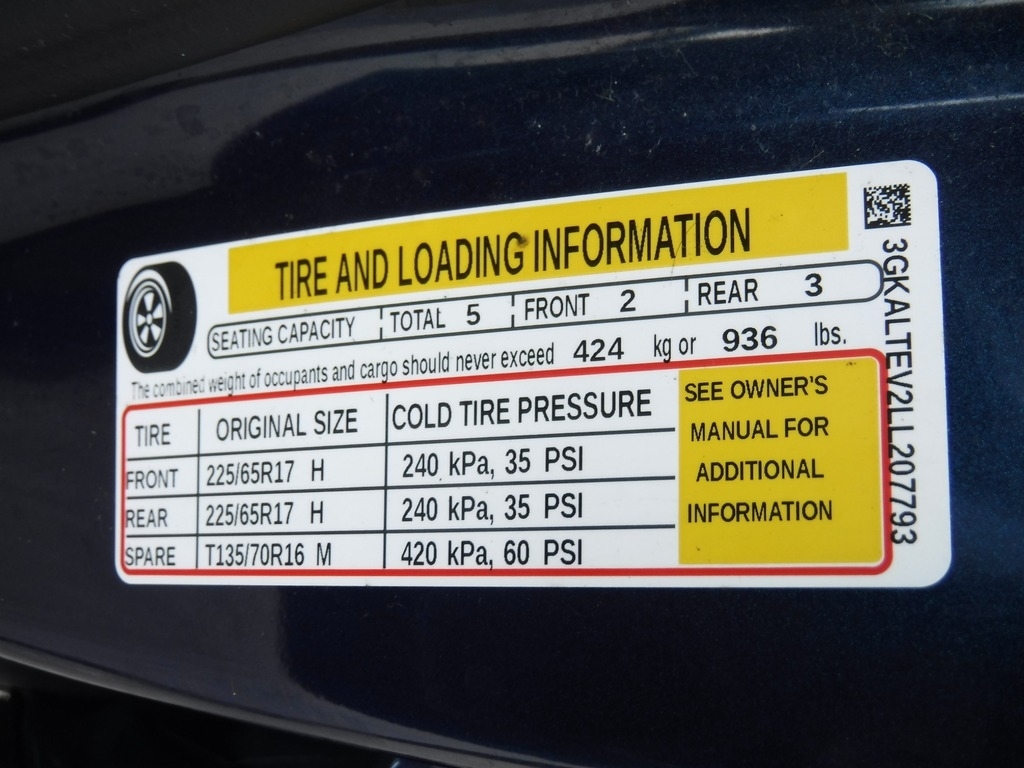 TIRE AND LOADING INFORMATION
SEATING CAPACITY TOTAL 5 FRONT 2 REAR 3
The combined weight of occupants and cargo should never exceed 424 kg or 936 lbs.
TIRE ORIGINAL SIZE COLD TIRE PRESSURE
FRONT 225/65R17 H 240 kPa, 35 PSI
REAR 225/65R17 H 240 kPa, 35 PSI
SPARE T135/70R16 M 420 kPa, 60 PSI
SEE OWNER'S
MANUAL FOR
ADDITIONAL
INFORMATION
3GKALTEV2LL207793